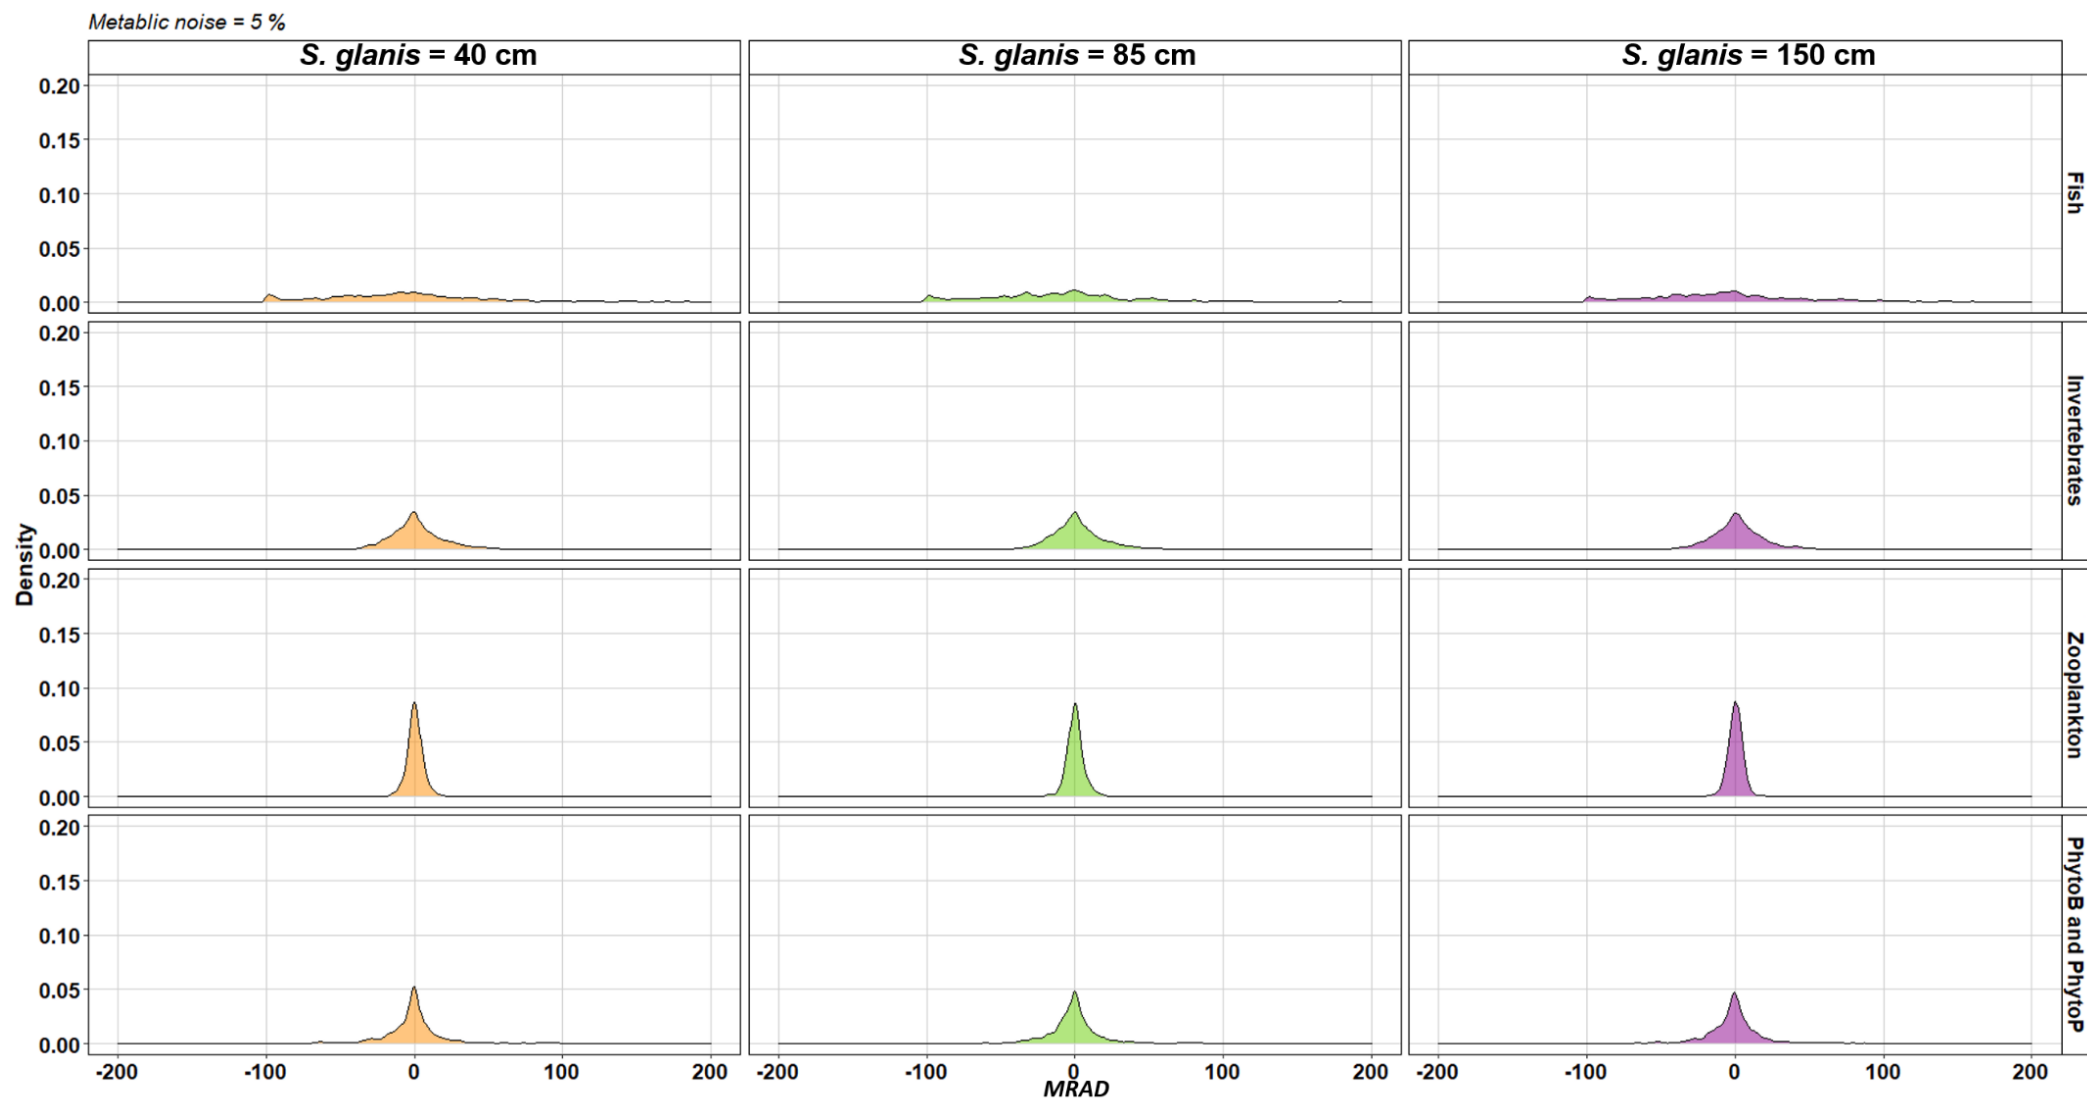 Metablic noise = 5 %
S. glanis = 40 cm
S. glanis = 85 cm
S. glanis = 150 cm
0.20
0.15
0.10
0.05
0.00
Fish
0.20
0.15
0.10
0.05
0.00
Invertebrates
Density
0.20
0.15
0.10
0.05
0.00
Zooplankton
0.20
0.15
0.10
0.05
0.00
PhytoB and PhytoP
-200 -100 0 100 200
-200 -100 0 100 200
-200 -100 0 100 200
MRAD